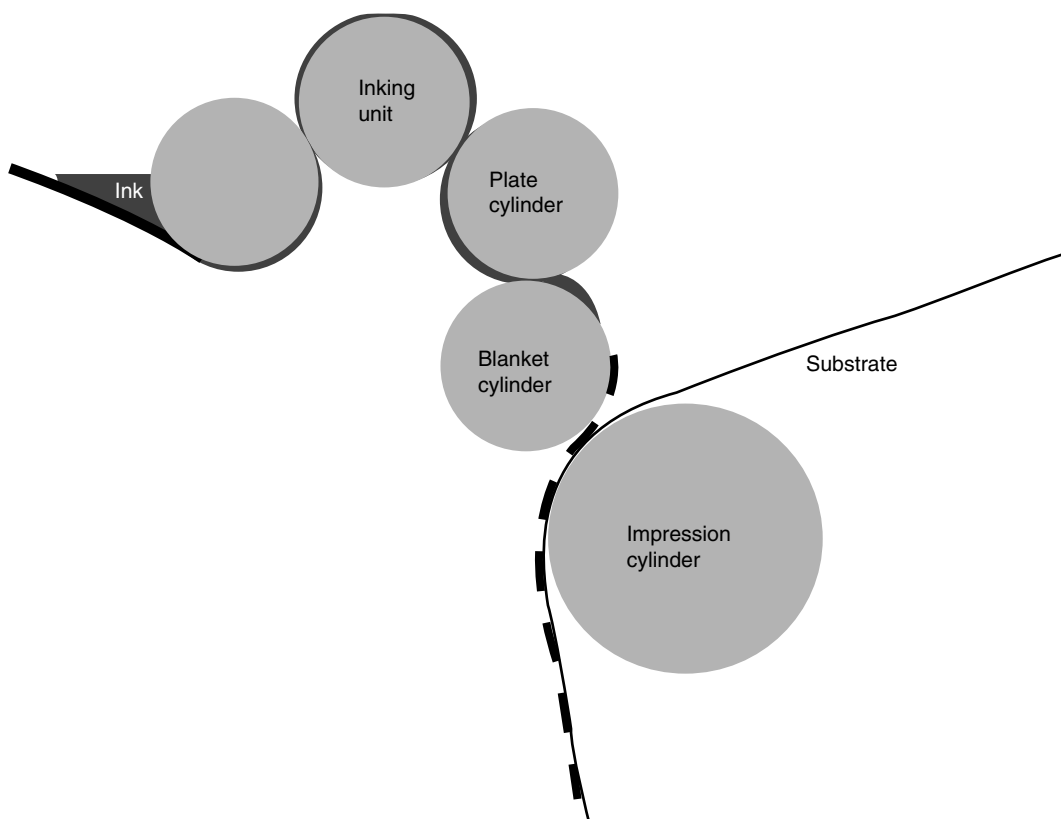 Inking
unit
Ink
Plate
cylinder
Blanket
cylinder
Substrate
Impression
cylinder